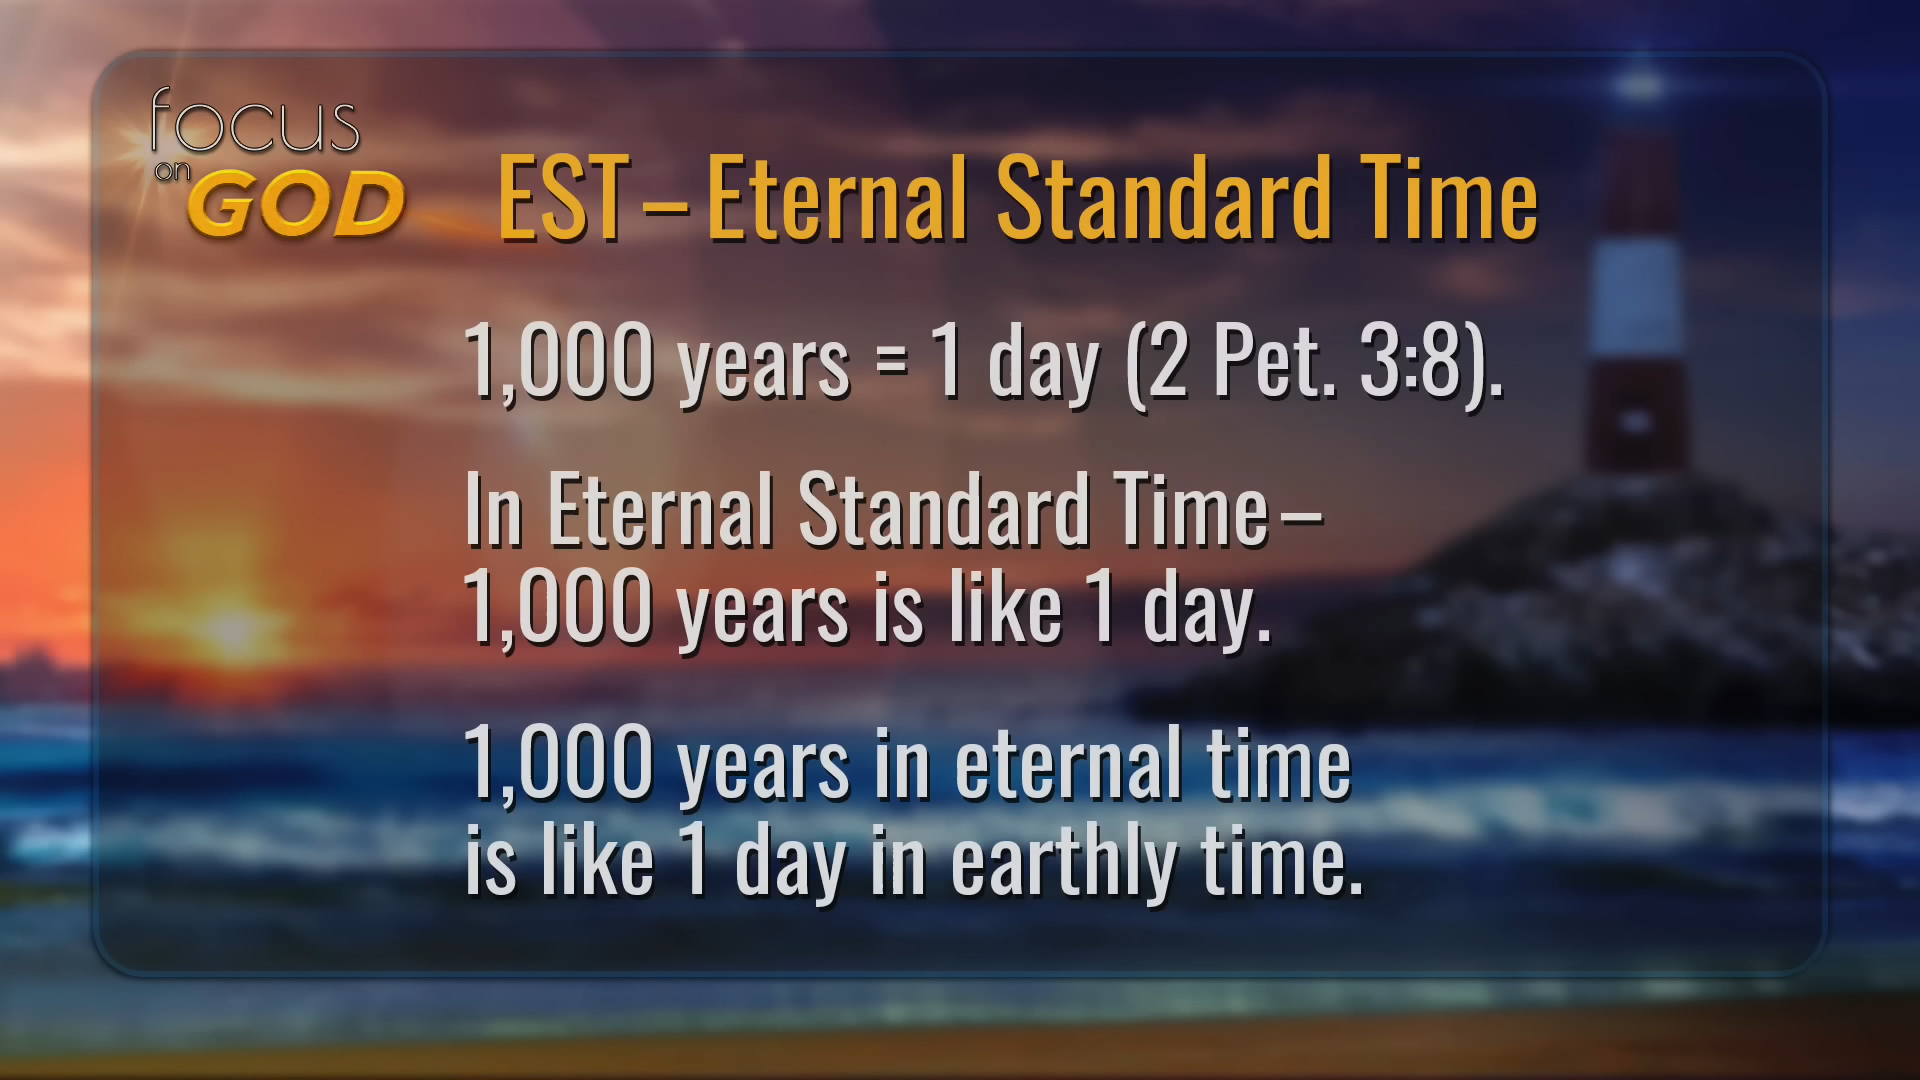 focus
on
GOD
EST – Eternal Standard Time
1,000 years = 1 day (2 Pet. 3:8).
In Eternal Standard Time –
1,000 years is like 1 day.
1,000 years in eternal time
is like 1 day in earthly time.